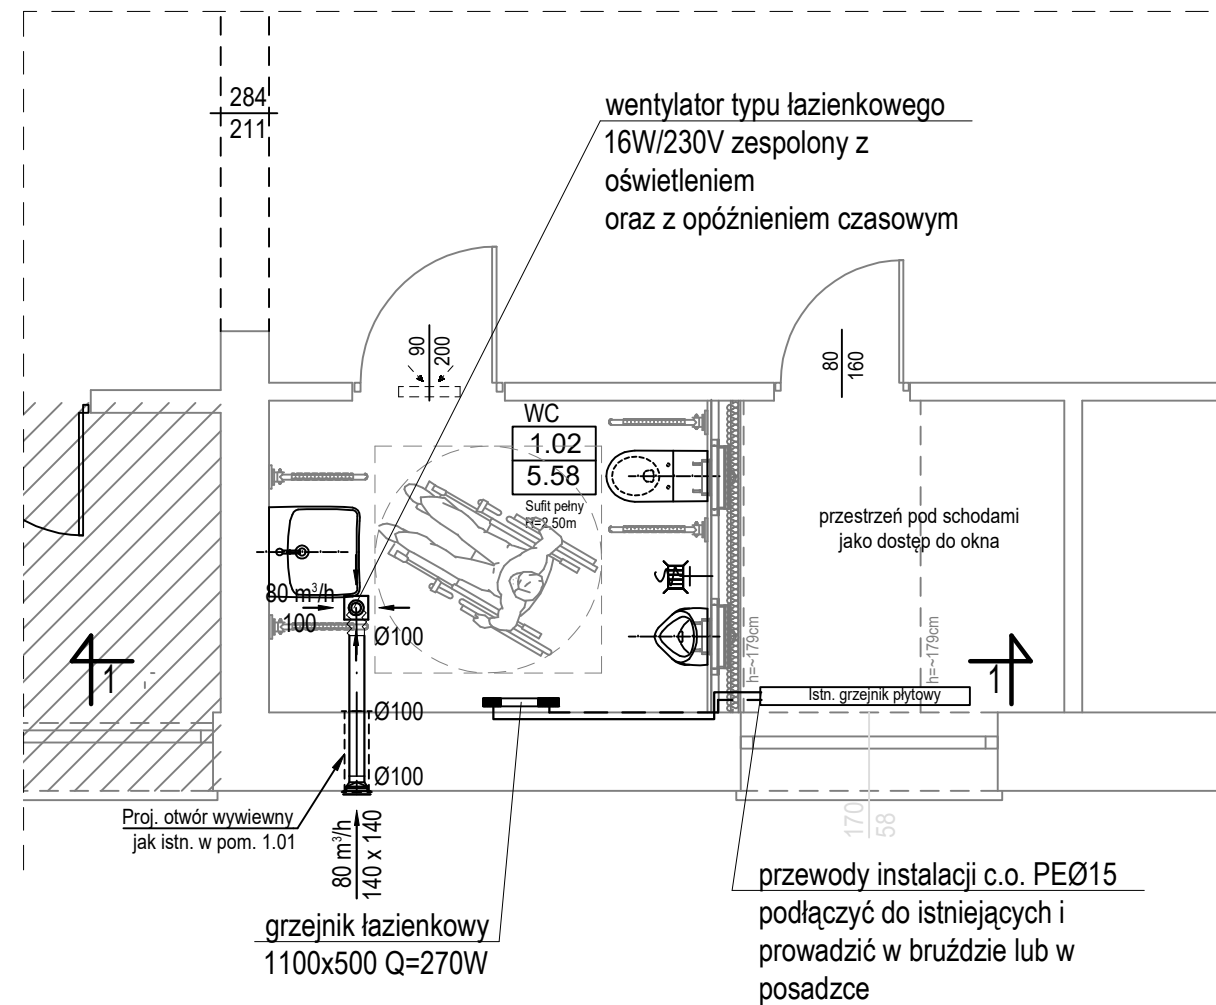 284
211
wentylator typu łazienkowego
16W/230V zespolony z
oświetleniem
oraz z opóźnieniem czasowym
90
200
80
160
WC
1.02
5.58
Sufit pełny
H=2.50m
przestrzeń pod schodami
jako dostęp do okna
80 m³/h
100
Ø100
h=~179cm
h=~179cm
1
1
Istn. grzejnik płytowy
Ø100
Ø100
Proj. otwór wywiewny
jak istn. w pom. 1.01
80 m³/h
140 x 140
170
58
grzejnik łazienkowy
1100x500 Q=270W
przewody instalacji c.o. PEØ15
podłączyć do istniejących i
prowadzić w bruździe lub w
posadzce